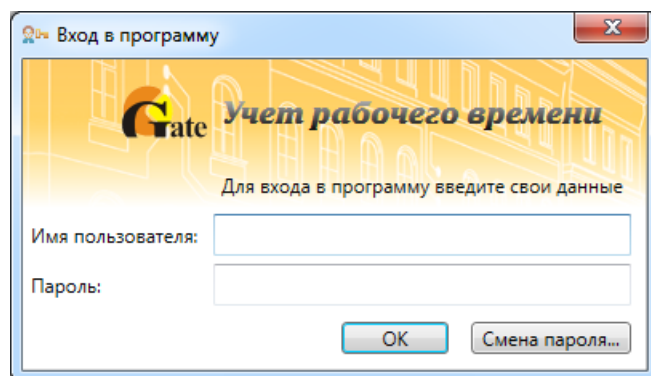 Вход в программу
Gate Учет рабочего времени
Для входа в программу введите свои данные
Имя пользователя:
Пароль:
OK Смена пароля...